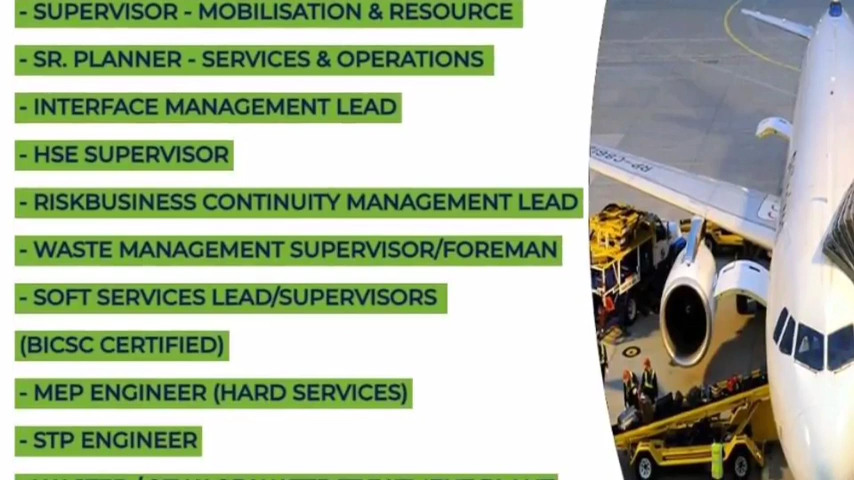 - SUPERVISOR - MOBILISATION & RESOURCE
- SR. PLANNER - SERVICES & OPERATIONS
- INTERFACE MANAGEMENT LEAD
- HSE SUPERVISOR
- RISKBUSINESS CONTINUITY MANAGEMENT LEAD
- WASTE MANAGEMENT SUPERVISOR/FOREMAN
- SOFT SERVICES LEAD/SUPERVISORS
(BICSC CERTIFIED)
- MEP ENGINEER (HARD SERVICES)
- STP ENGINEER